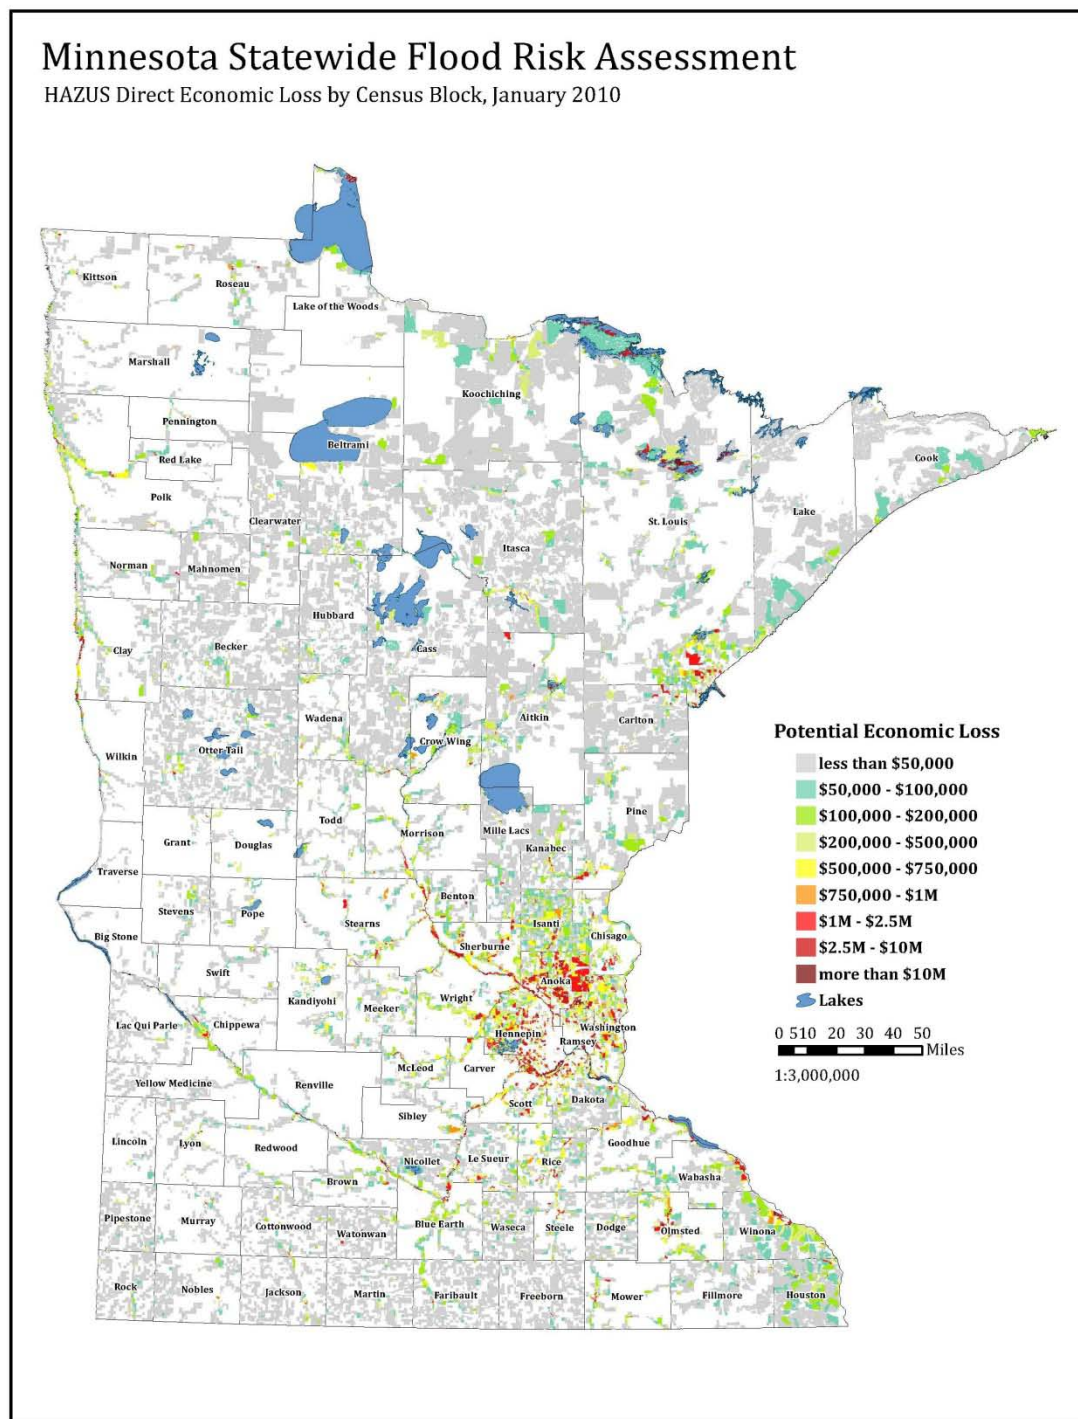 Minnesota Statewide Flood Risk Assessment
HAZUS Direct Economic Loss by Census Block, January 2010
Kittson
Roseau
Lake of the Woods
Marshall
Koochiching
Pennington
Beltrami
Red Lake
Cook
Polk
Clearwater
St. Louis
Lake
Itasca
Norman
Mahnomen
Hubbard
Clay
Becker
Cass
Wadena
Aitkin
Carlton
Crow Wing
Otter Tail
Wilkin
Potential Economic Loss
less than $50,000
$50,000 - $100,000
$100,000 - $200,000
$200,000 - $500,000
$500,000 - $750,000
$750,000 - $1M
$1M - $2.5M
$2.5M - $10M
more than $10M
Lakes
0 5 10 20 30 40 50
Miles
1:3,000,000
Todd
Pine
Morrison
Mille Lacs
Grant
Douglas
Kanabec
Traverse
Benton
Stevens
Pope
Stearns
Isanti
Chisago
Big Stone
Sherburne
Swift
Anoka
Kandiyohi
Wright
Meeker
Lac Qui Parle
Chippewa
Hennepin
Washington
Ramsey
McLeod
Carver
Yellow Medicine
Renville
Scott
Dakota
Sibley
Lincoln
Lyon
Redwood
Goodhue
Nicollet
Le Sueur
Rice
Wabasha
Brown
Pipestone
Murray
Cottonwood
Watonwan
Blue Earth
Waseca
Steele
Dodge
Olmsted
Winona
Rock
Nobles
Jackson
Martin
Faribault
Freeborn
Mower
Fillmore
Houston